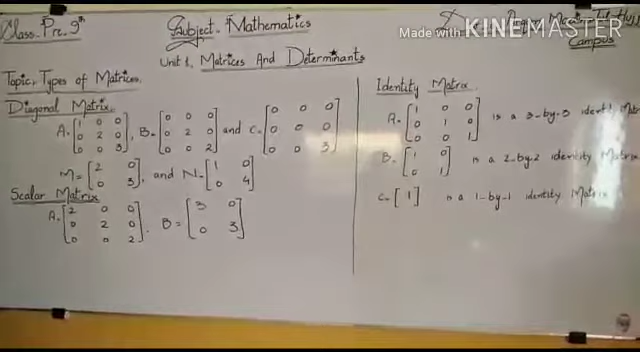 Class- Pre- 9th
Subject- Mathematics
Made with KINEMASTER
Campus
Unit 1, Matrices And Determinants
Topic, Types of Matrices.
Diagonal Matrix.
A= [1 0 0
0 2 0
0 0 3], B= [0 0 0
0 2 0
0 0 2] and C= [0 0 0
0 0 0
0 0 3]
M= [2 0
0 3], and N= [1 0
0 4]
Scalar Matrix
A= [2 0 0
0 2 0
0 0 2], B= [3 0
0 3]
Identity Matrix.
A= [1 0 0
0 1 0
0 0 1] is a 3-by-3 identity Matr
B= [1 0
0 1] is a 2-by-2 identity Matrix
C= [1] is a 1-by-1 identity Matrix